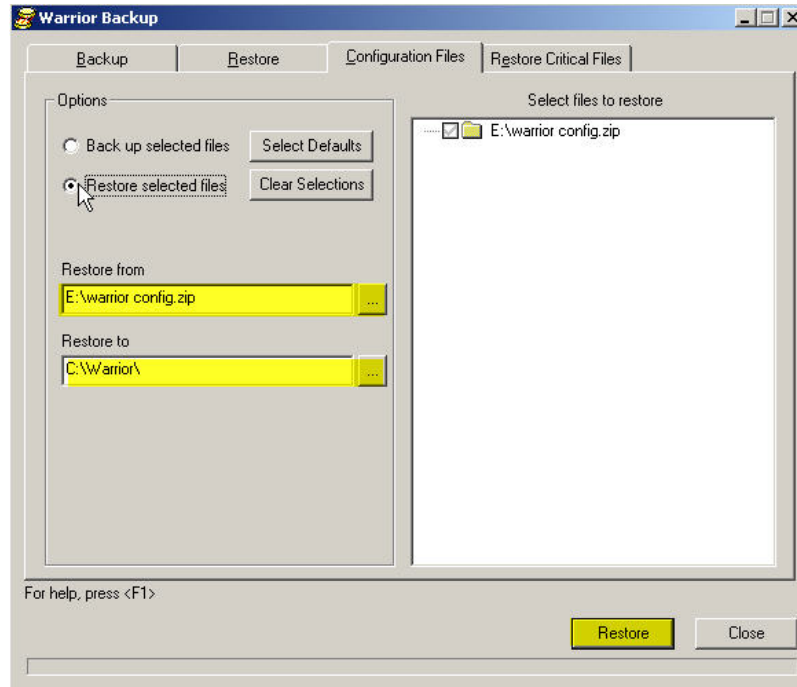 Warrior Backup
Backup
Restore
Configuration Files
Restore Critical Files
Options
Back up selected files
Select Defaults
Restore selected files
Clear Selections
Restore from
E:\warrior config.zip
...
Restore to
C:\Warrior\
...
Select files to restore
E:\warrior config.zip
For help, press <F1>
Restore
Close